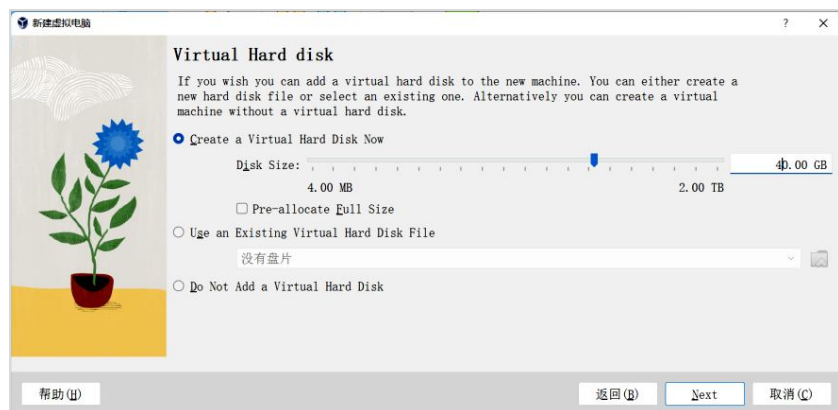 新建虚拟电脑
Virtual Hard disk
If you wish you can add a virtual hard disk to the new machine. You can either create a
new hard disk file or select an existing one. Alternatively you can create a virtual
machine without a virtual hard disk.
Create a Virtual Hard Disk Now
Disk Size:
40.00 GB
4.00 MB
2.00 TB
Pre-allocate Full Size
Use an Existing Virtual Hard Disk File
没有盘片
Do Not Add a Virtual Hard Disk
帮助(H)
返回(B)
Next
取消(C)